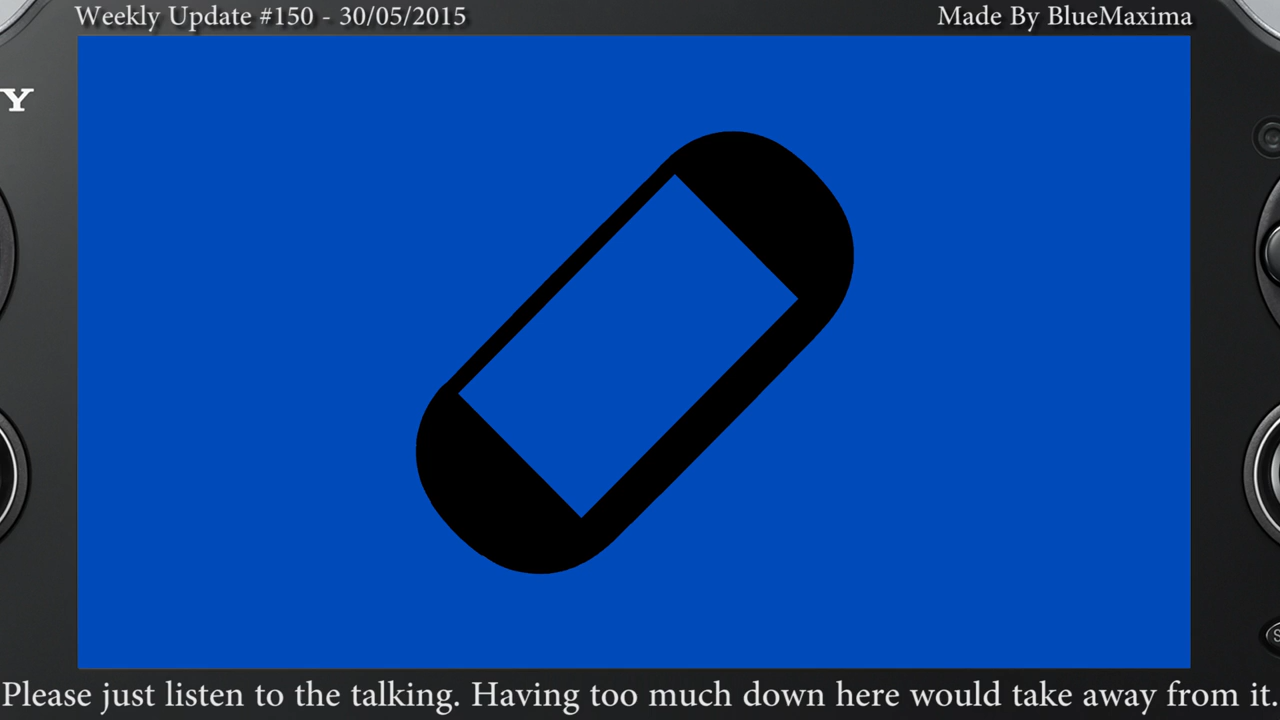 Weekly Update #150 - 30/05/2015
Made By BlueMaxima
Y
S
Please just listen to the talking. Having too much down here would take away from it.